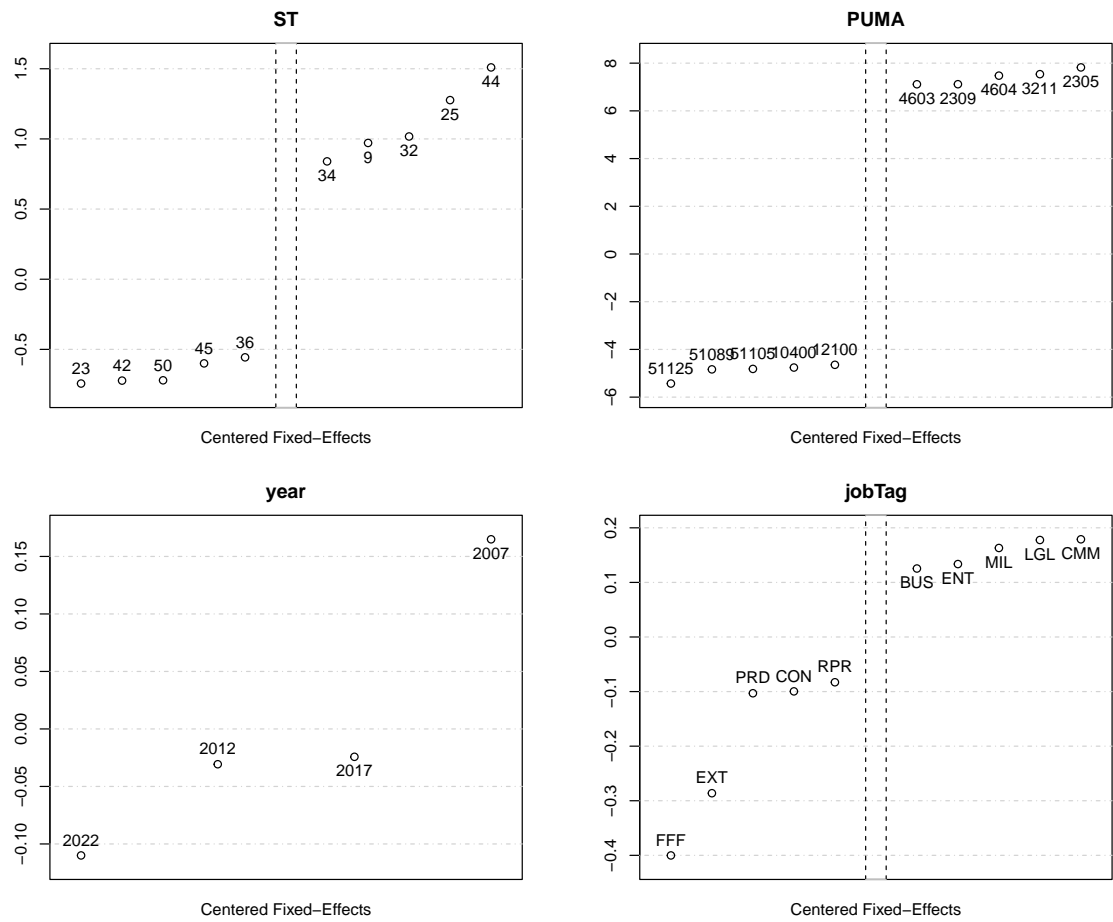 ST
1.5
1.0
0.5
0.0
−0.5
23
42
50
45
36
34
9
32
25
44
Centered Fixed−Effects
PUMA
8
6
4
2
0
−2
−4
−6
51125
51089
51105
10400
12100
4603
2309
4604
3211
2305
Centered Fixed−Effects
year
0.15
0.10
0.05
0.00
−0.05
−0.10
2022
2012
2017
2007
Centered Fixed−Effects
jobTag
0.2
0.1
0.0
−0.1
−0.2
−0.3
−0.4
FFF
EXT
PRD
CON
RPR
BUS
ENT
MIL
LGL
CMM
Centered Fixed−Effects